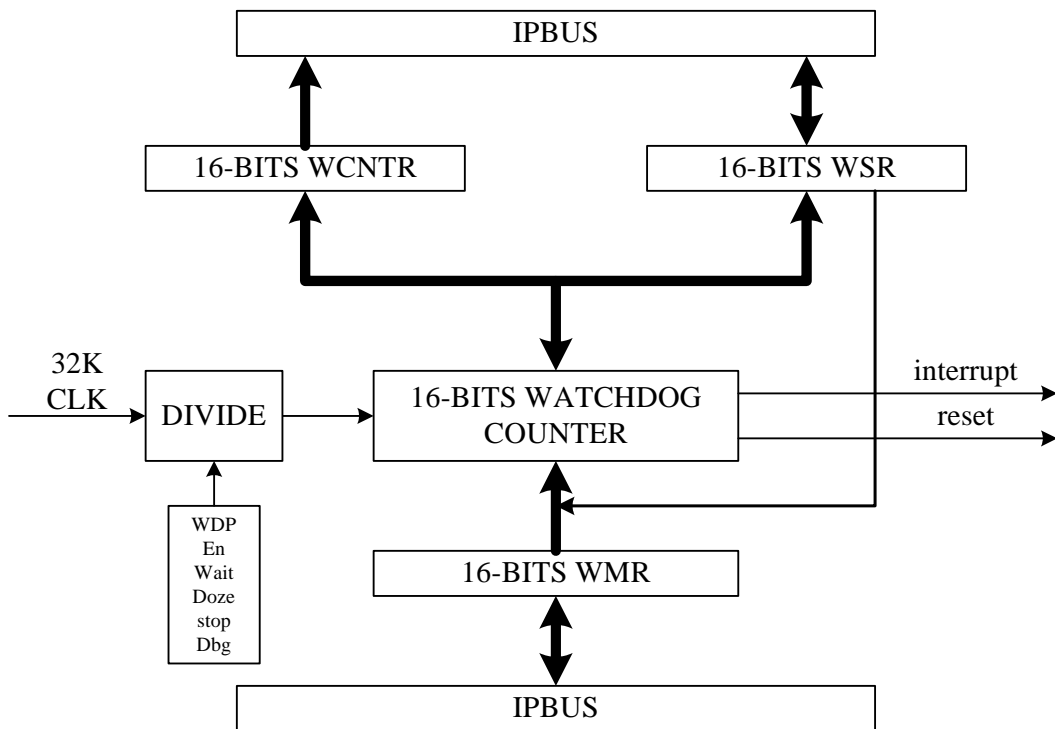 IPBUS
16-BITS WCNTR
16-BITS WSR
32K
CLK
DIVIDE
16-BITS WATCHDOG
COUNTER
interrupt
reset
WDP
En
Wait
Doze
stop
Dbg
16-BITS WMR
IPBUS